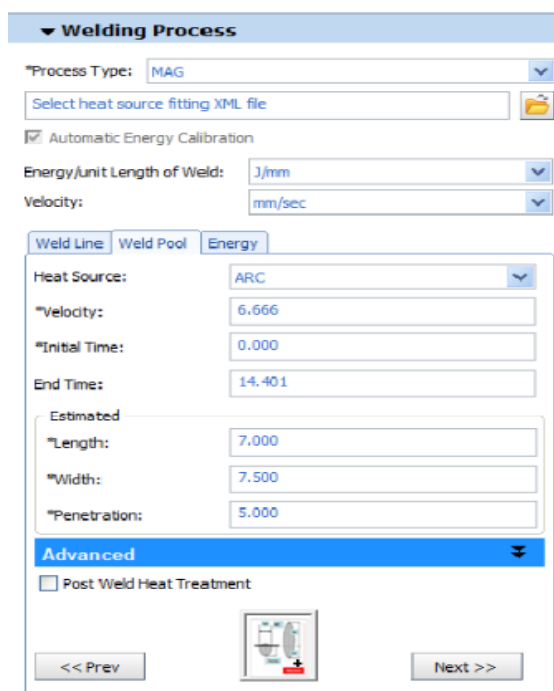 Welding Process
*Process Type: MAG
Select heat source fitting XML file
Automatic Energy Calibration
Energy/unit Length of Weld: J/mm
Velocity: mm/sec
Weld Line Weld Pool Energy
Heat Source: ARC
*Velocity: 6.666
*Initial Time: 0.000
End Time: 14.401
Estimated
*Length: 7.000
*Width: 7.500
*Penetration: 5.000
Advanced
Post Weld Heat Treatment
<< Prev Next >>